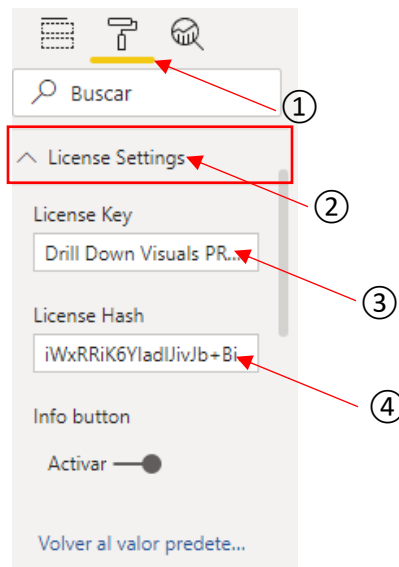 Buscar
①
License Settings
②
License Key
Drill Down Visuals PR...
③
License Hash
iWxRRiK6YIadIJivJb+Bi
④
Info button
Activar
Volver al valor predete...